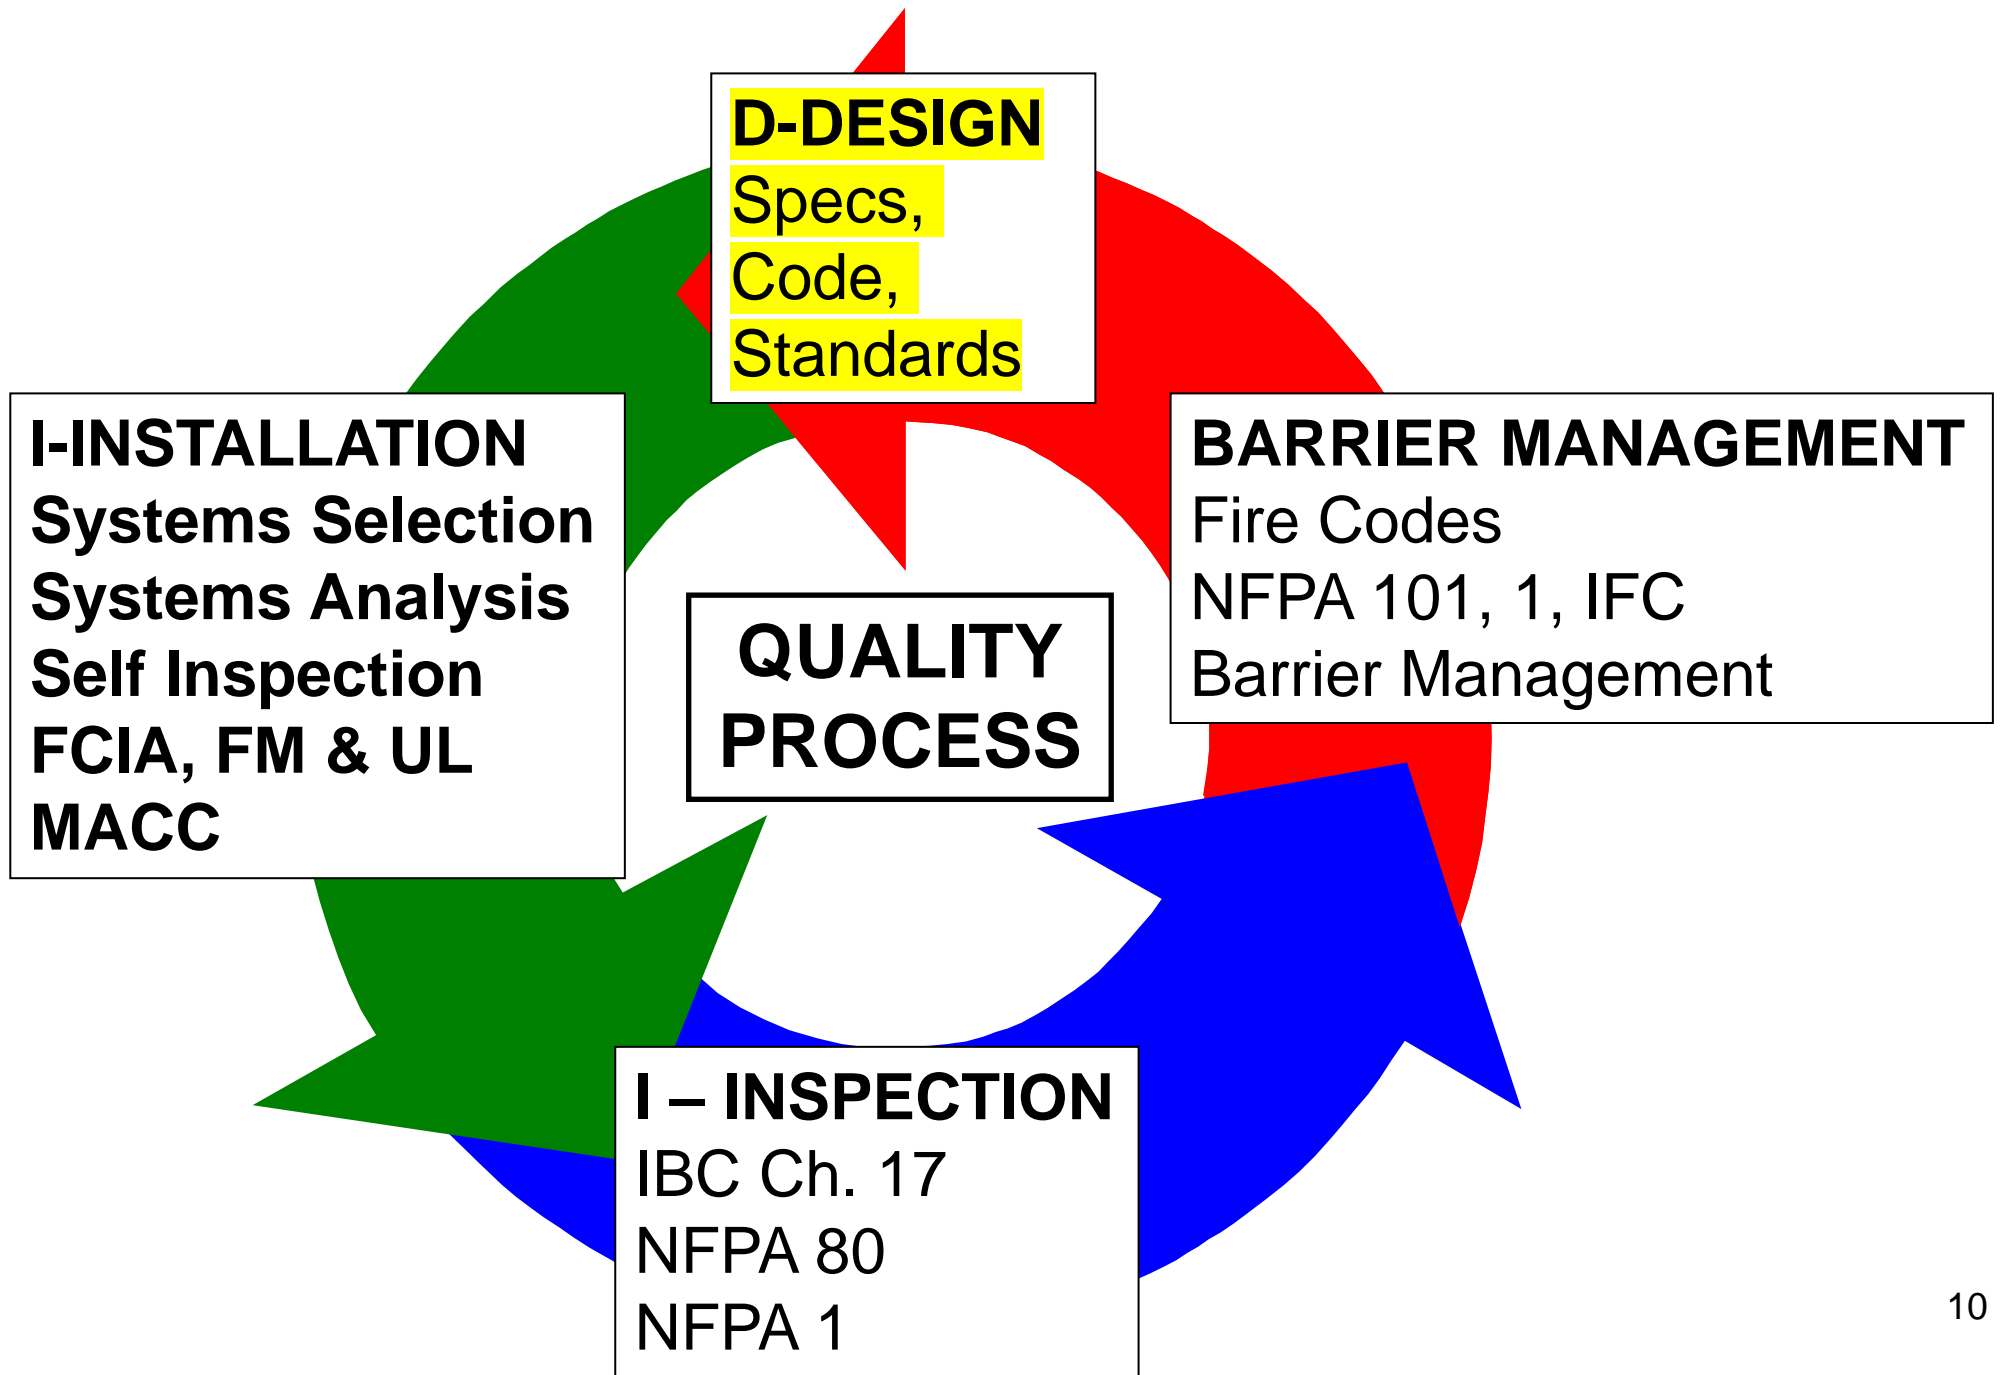 D-DESIGN
Specs,
Code,
Standards
I-INSTALLATION
Systems Selection
Systems Analysis
Self Inspection
FCIA, FM & UL
MACC
BARRIER MANAGEMENT
Fire Codes
NFPA 101, 1, IFC
Barrier Management
QUALITY
PROCESS
I – INSPECTION
IBC Ch. 17
NFPA 80
NFPA 1
10